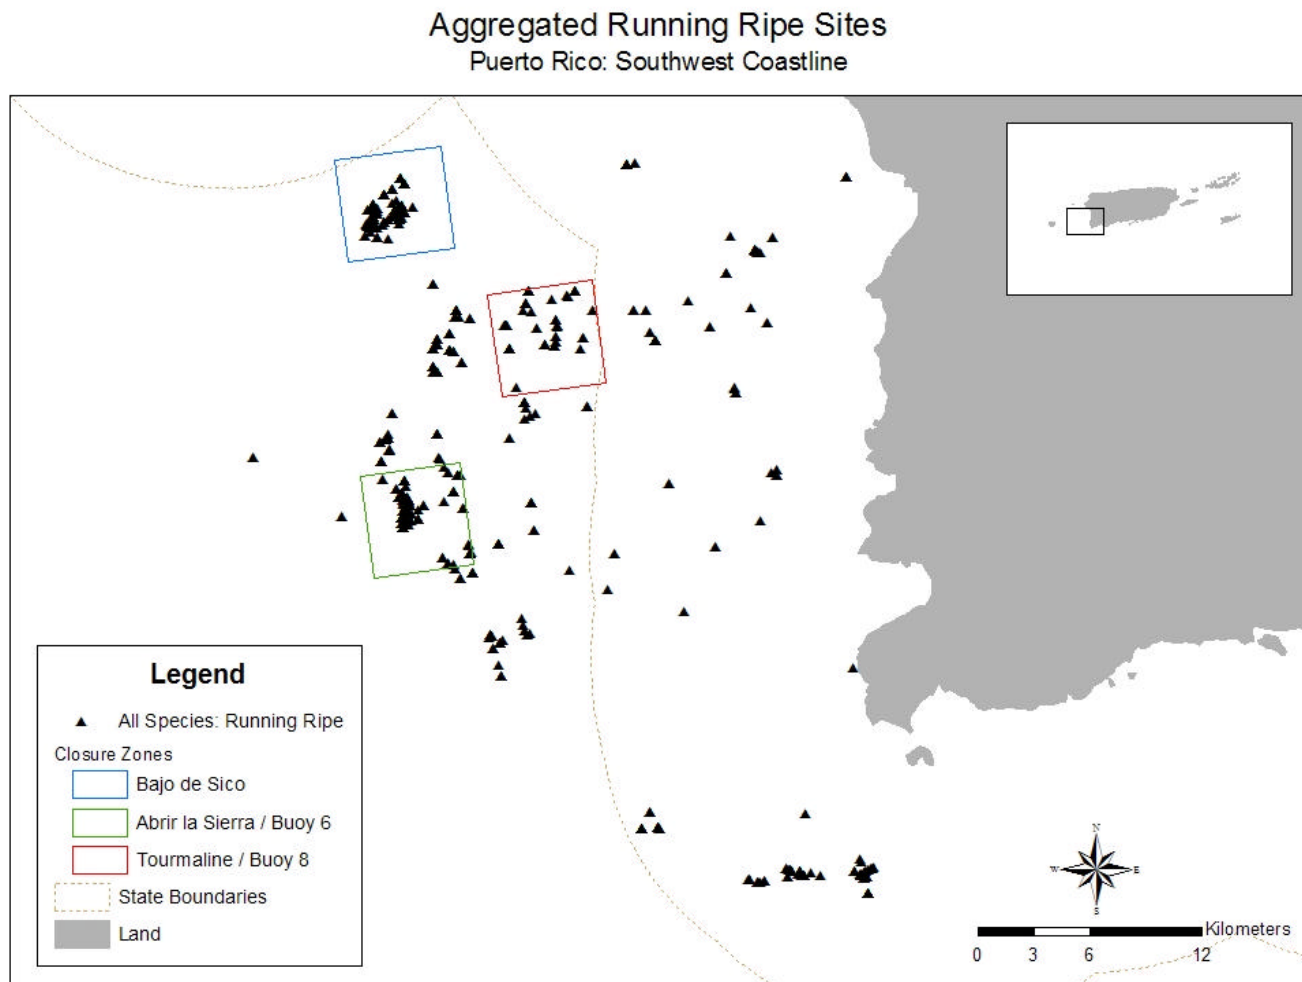 Aggregated Running Ripe Sites
Puerto Rico: Southwest Coastline
Legend
All Species: Running Ripe
Closure Zones
Bajo de Sico
Abrir la Sierra / Buoy 6
Tourmaline / Buoy 8
State Boundaries
Land
N
W E
S
Kilometers
0 3 6 12